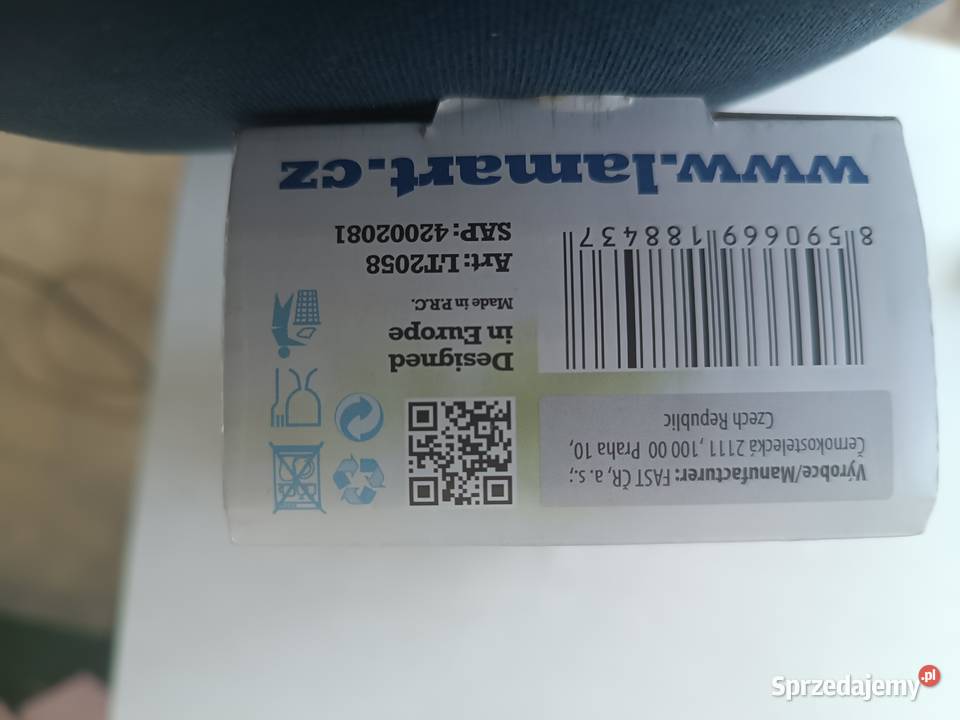 Výrobce/Manufacturer: FAST ČR, a. s.;
Černokostelecká 2111, 100 00 Praha 10,
Czech Republic
Designed
in Europe
Made in P.R.C.
Art: LT2058
SAP: 42002081
8 590669 188437
www.lamart.cz
Sprzedajemy.pl